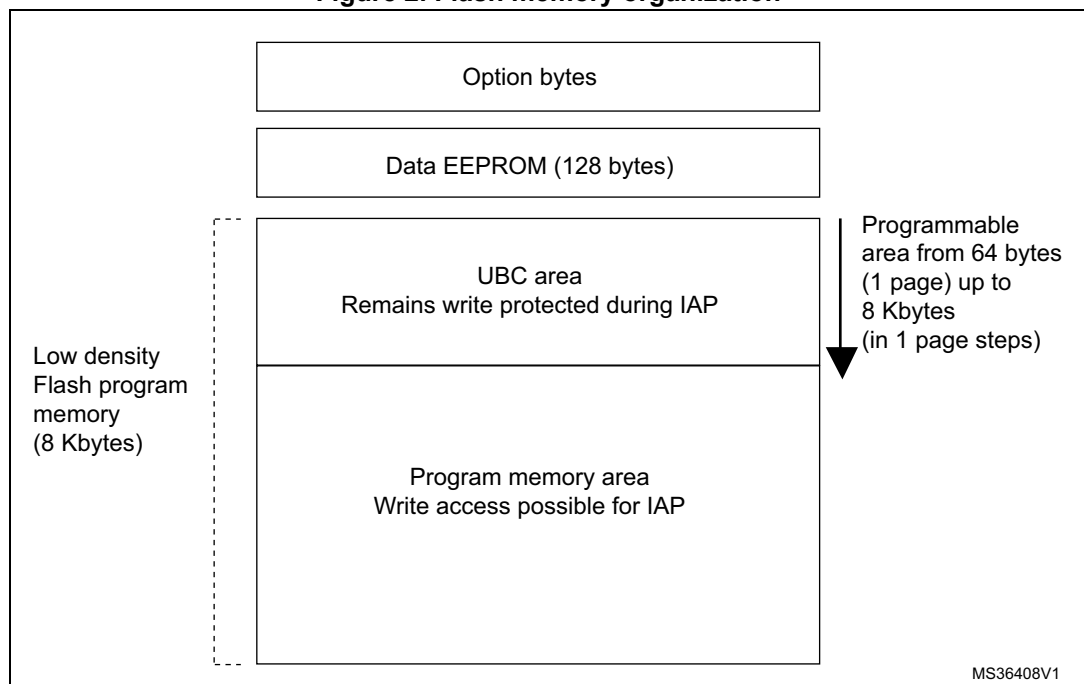 Option bytes
Data EEPROM (128 bytes)
UBC area
Remains write protected during IAP
Programmable
area from 64 bytes
(1 page) up to
8 Kbytes
(in 1 page steps)
Low density
Flash program
memory
(8 Kbytes)
Program memory area
Write access possible for IAP
MS36408V1